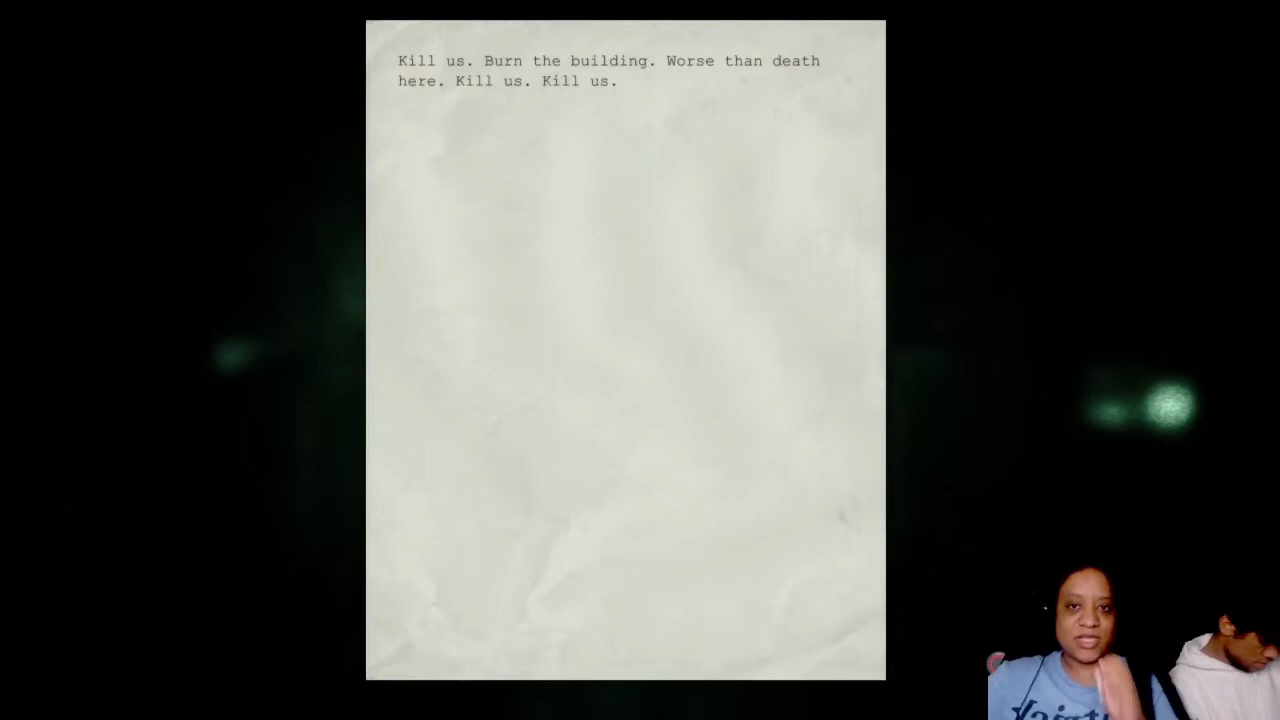 Kill us. Burn the building. Worse than death
here. Kill us. Kill us.